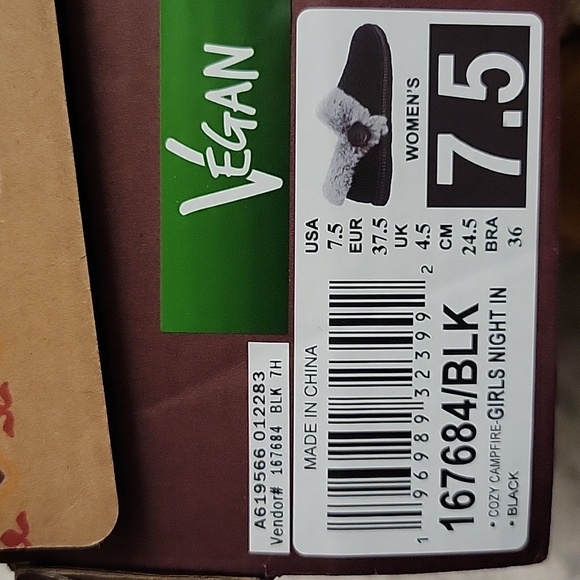 VEGAN
A619566 012283
Vendor# 167684 BLK 7H
WOMEN'S
7.5
USA 7.5
EUR 37.5
UK 4.5
CM 24.5
BRA 36
MADE IN CHINA
1 96989 32399 2
167684/BLK
• COZY CAMPFIRE-GIRLS NIGHT IN
• BLACK